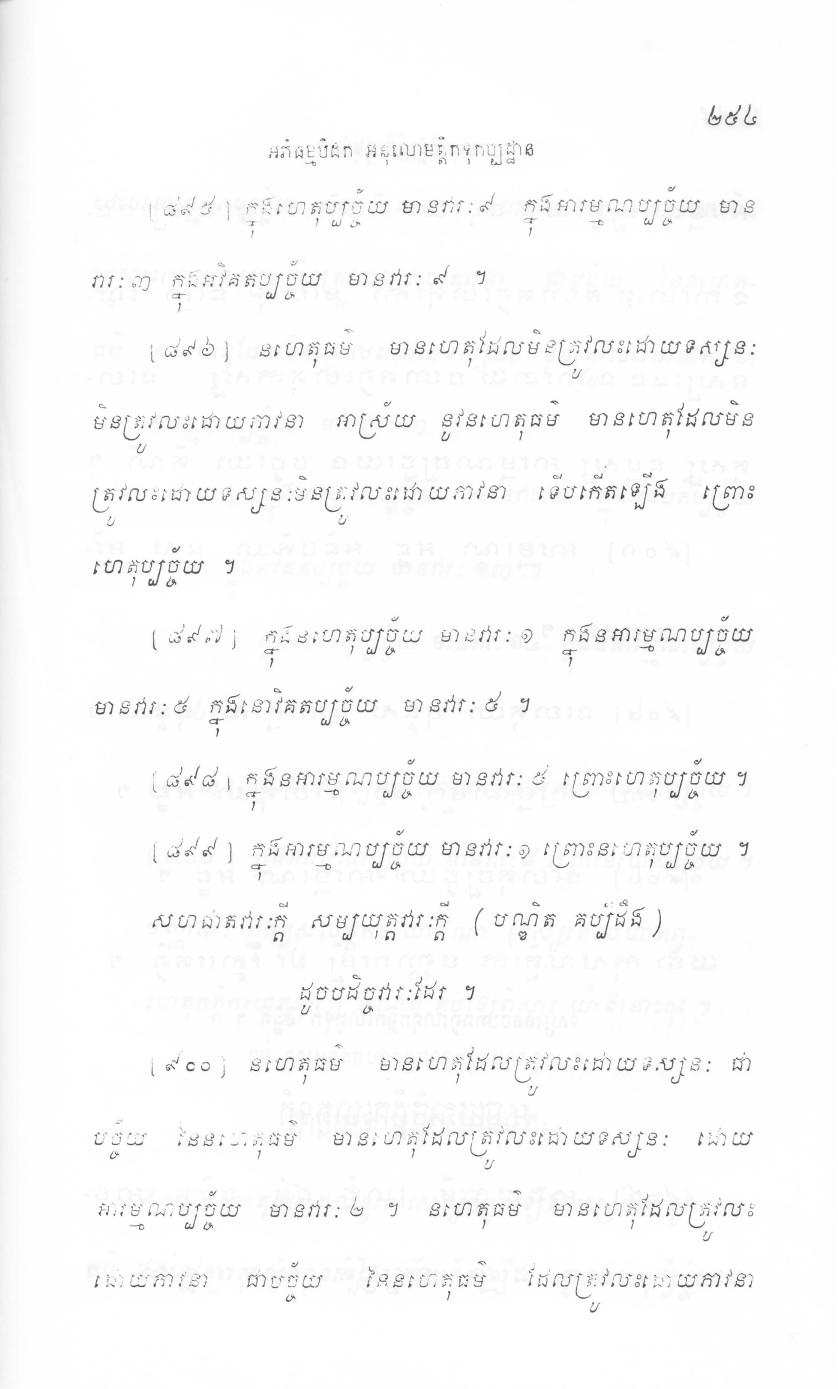 ២៥៤
អភិធម្មបិដក អនុលោមត្តិកទុកប្បដ្ឋាន
[៨៩៥] ក្នុងហេតុប្បច្ច័យ មានវារៈ៩ ក្នុងអារម្មណប្បច្ច័យ មាន
វារៈ៣ ក្នុងអវិគតប្បច្ច័យ មានវារៈ៩ ។
[៨៩៦] នហេតុធម៌ មានហេតុដែលមិនត្រូវលះដោយទស្សនៈ
មិនត្រូវលះដោយភាវនា អាស្រ័យ នូវនហេតុធម៌ មានហេតុដែលមិន
ត្រូវលះដោយទស្សនៈមិនត្រូវលះដោយភាវនា ទើបកើតឡើង ព្រោះ
ហេតុប្បច្ច័យ ។
[៨៩៧] ក្នុងនហេតុប្បច្ច័យ មានវារៈ១ ក្នុងនអារម្មណប្បច្ច័យ
មានវារៈ៥ ក្នុងនោវិគតប្បច្ច័យ មានវារៈ៥ ។
[៨៩៨] ក្នុងនអារម្មណប្បច្ច័យ មានវារៈ៥ ព្រោះហេតុប្បច្ច័យ ។
[៨៩៩] ក្នុងអារម្មណប្បច្ច័យ មានវារៈ១ ព្រោះនហេតុប្បច្ច័យ ។
សហជាតវារៈក្តី សម្បយុត្តវារៈក្តី ( បណ្ឌិត គប្បីដឹង )
ដូចបដិច្ចវារៈដែរ ។
[៩០០] នហេតុធម៌ មានហេតុដែលត្រូវលះដោយទស្សនៈ ជា
បច្ច័យ នៃនហេតុធម៌ មានហេតុដែលត្រូវលះដោយទស្សនៈ ដោយ
អារម្មណប្បច្ច័យ មានវារៈ២ ។ នហេតុធម៌ មានហេតុដែលត្រូវលះ
ដោយភាវនា ជាបច្ច័យ នៃនហេតុធម៌ ដែលត្រូវលះដោយភាវនា